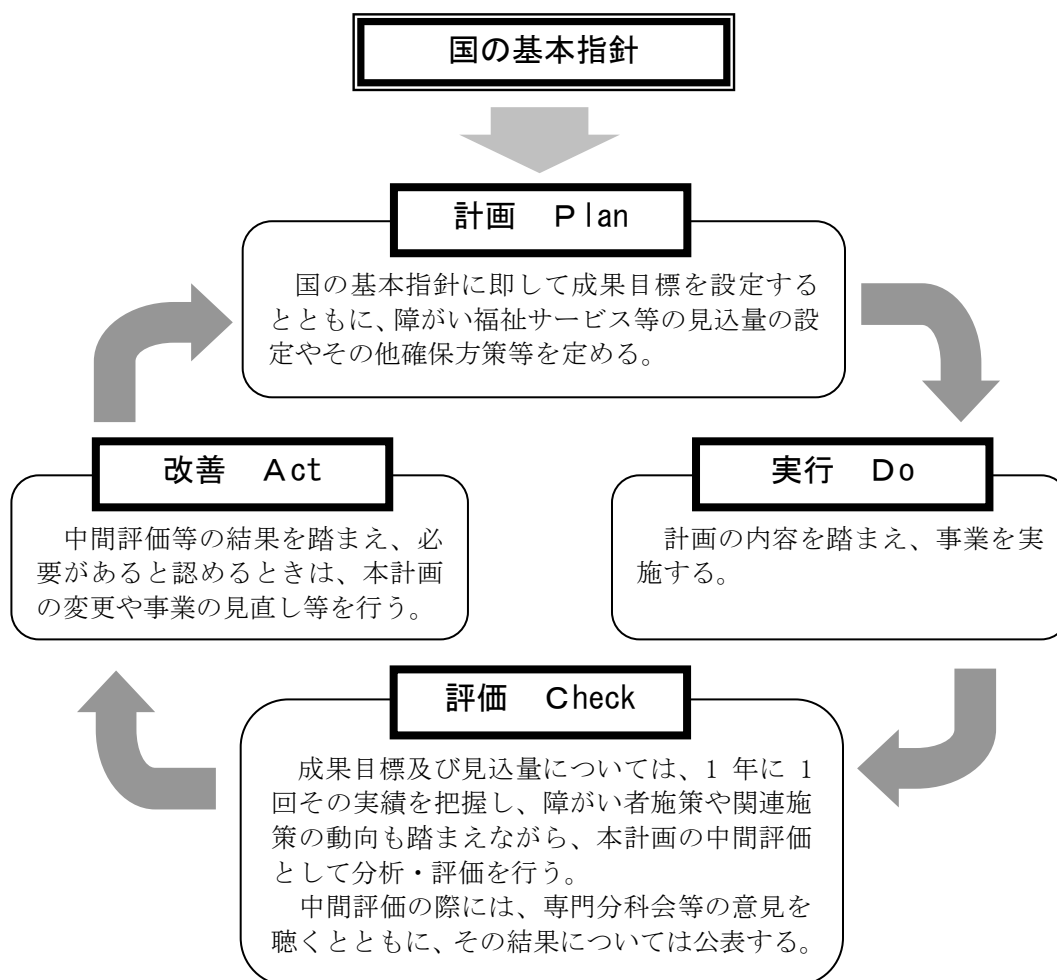 国の基本指針
計画　Ｐlan
国の基本指針に即して成果目標を設定する
とともに、障がい福祉サービス等の見込量の設
定やその他確保方策等を定める。
改善　Ａct
中間評価等の結果を踏まえ、必
要があると認めるときは、本計画
の変更や事業の見直し等を行う。
実行　Ｄo
計画の内容を踏まえ、事業を実
施する。
評価　Ｃheck
成果目標及び見込量については、1 年に 1
回その実績を把握し、障がい者施策や関連施
策の動向も踏まえながら、本計画の中間評価
として分析・評価を行う。
中間評価の際には、専門分科会等の意見を
聴くとともに、その結果については公表する。